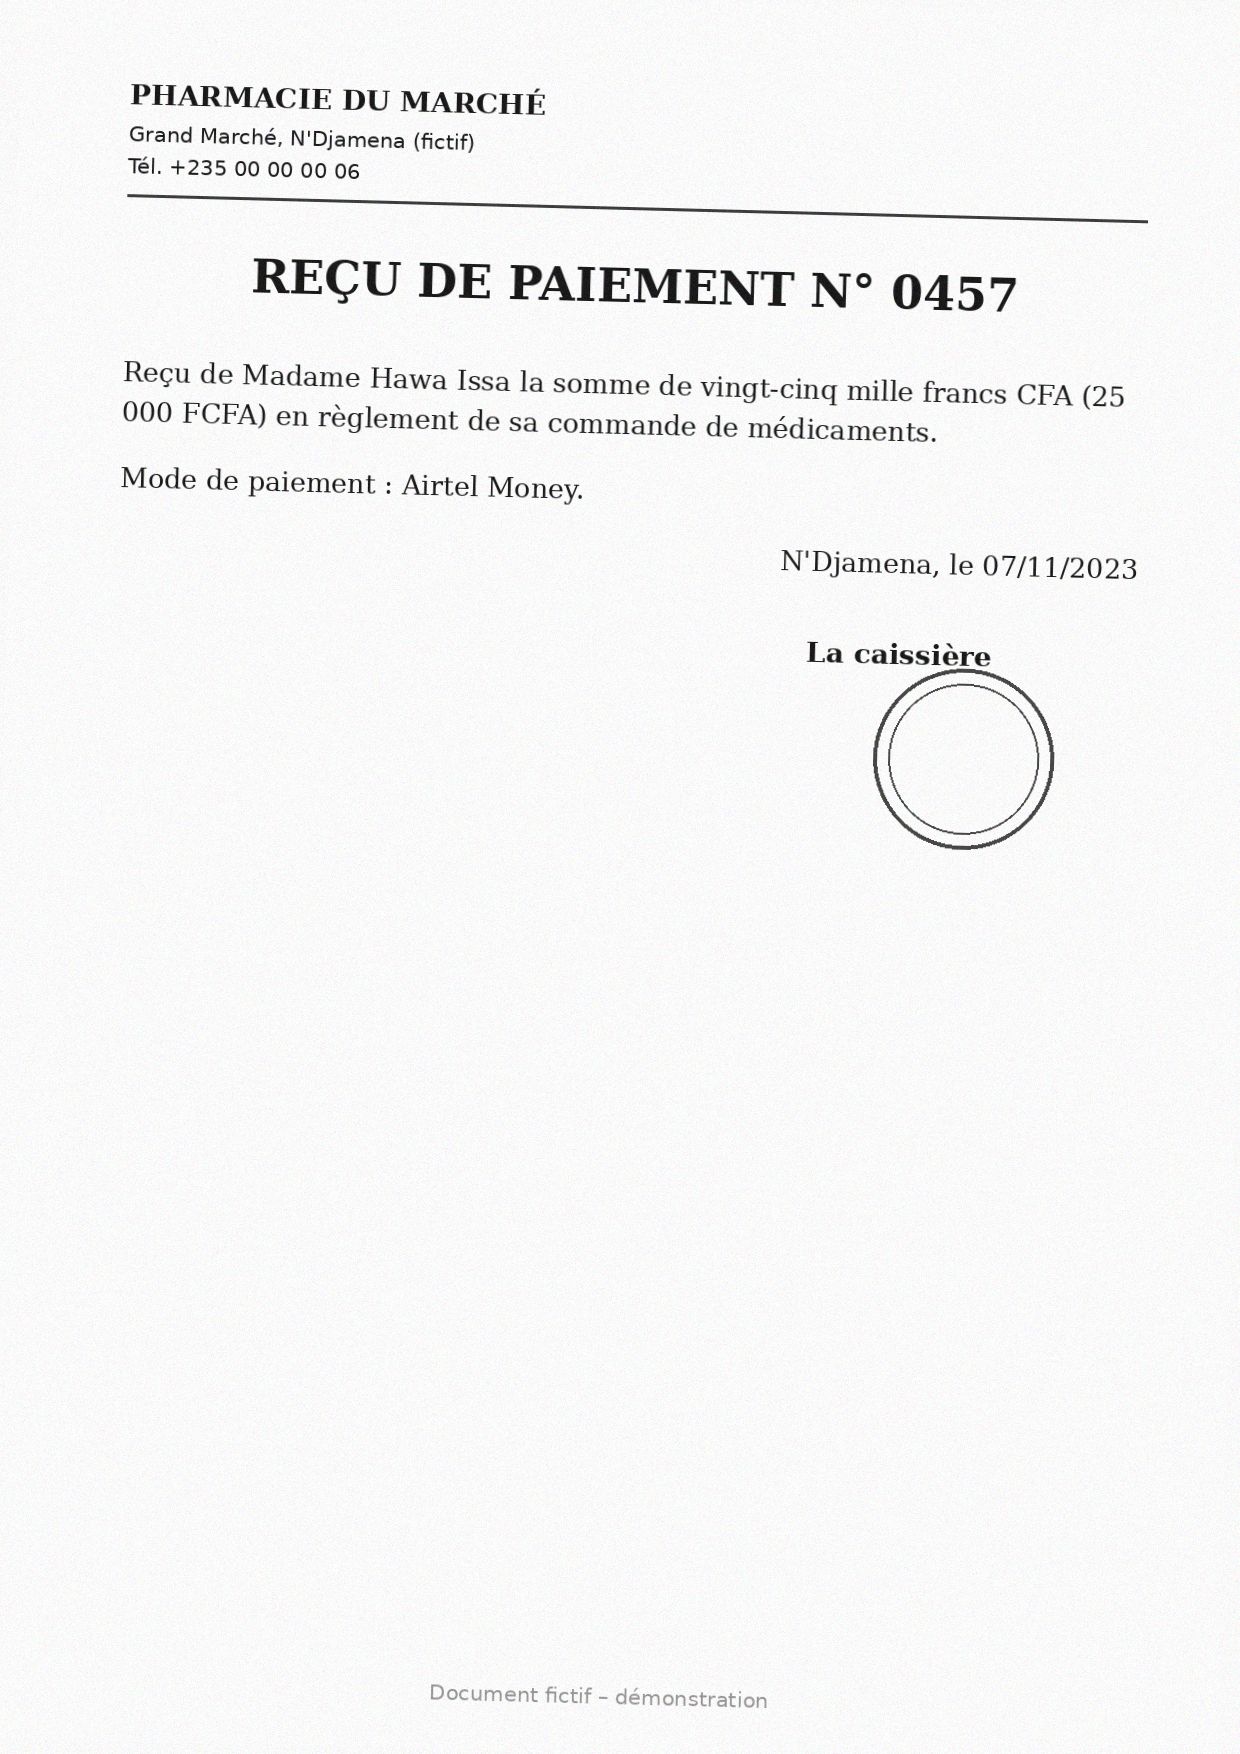 PHARMACIE DU MARCHÉ
Grand Marché, N'Djamena (fictif)
Tél. +235 00 00 00 06
REÇU DE PAIEMENT N° 0457
Reçu de Madame Hawa Issa la somme de vingt-cinq mille francs CFA (25
000 FCFA) en règlement de sa commande de médicaments.
Mode de paiement : Airtel Money.
N'Djamena, le 07/11/2023
La caissière
Document fictif – démonstration